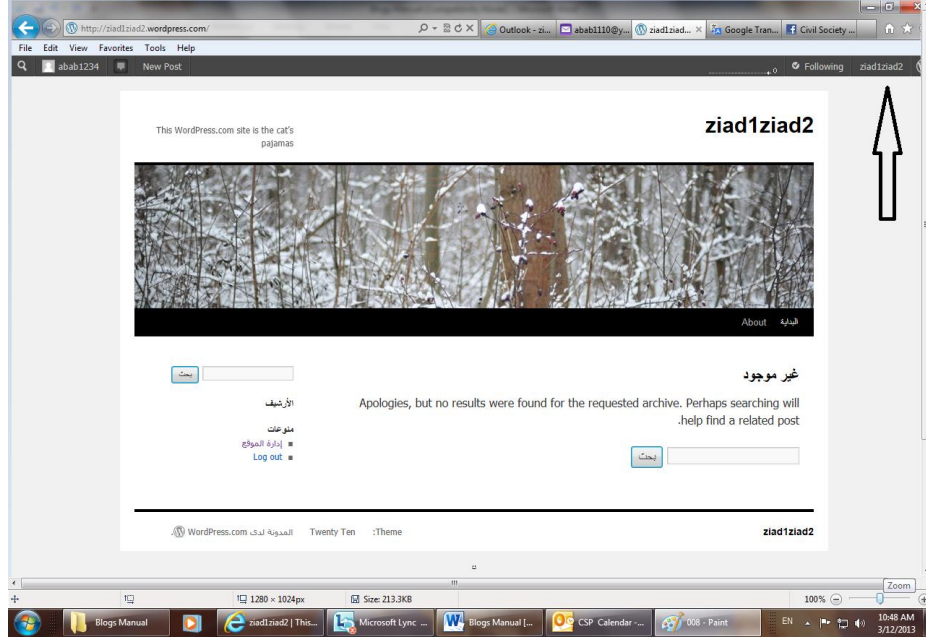 http://ziad1ziad2.wordpress.com/
Outlook - zi...
abab1110@y...
ziad1ziad...
Google Tran...
Civil Society ...
File Edit View Favorites Tools Help
abab1234 New Post
0 Following ziad1ziad2
ziad1ziad2
This WordPress.com site is the cat's
pajamas
البداية About
غير موجود
Apologies, but no results were found for the requested archive. Perhaps searching will
help find a related post.
بحث
بحث
الأرشيف
منوعات
إدارة الموقع
Log out
ziad1ziad2
Theme: Twenty Ten المدونة لدى WordPress.com.
Zoom
1280 × 1024px Size: 213.3KB 100%
Blogs Manual
ziad1ziad2 | This...
Microsoft Lync ...
Blogs Manual [...
CSP Calendar -...
008 - Paint
EN
10:48 AM
3/12/2013